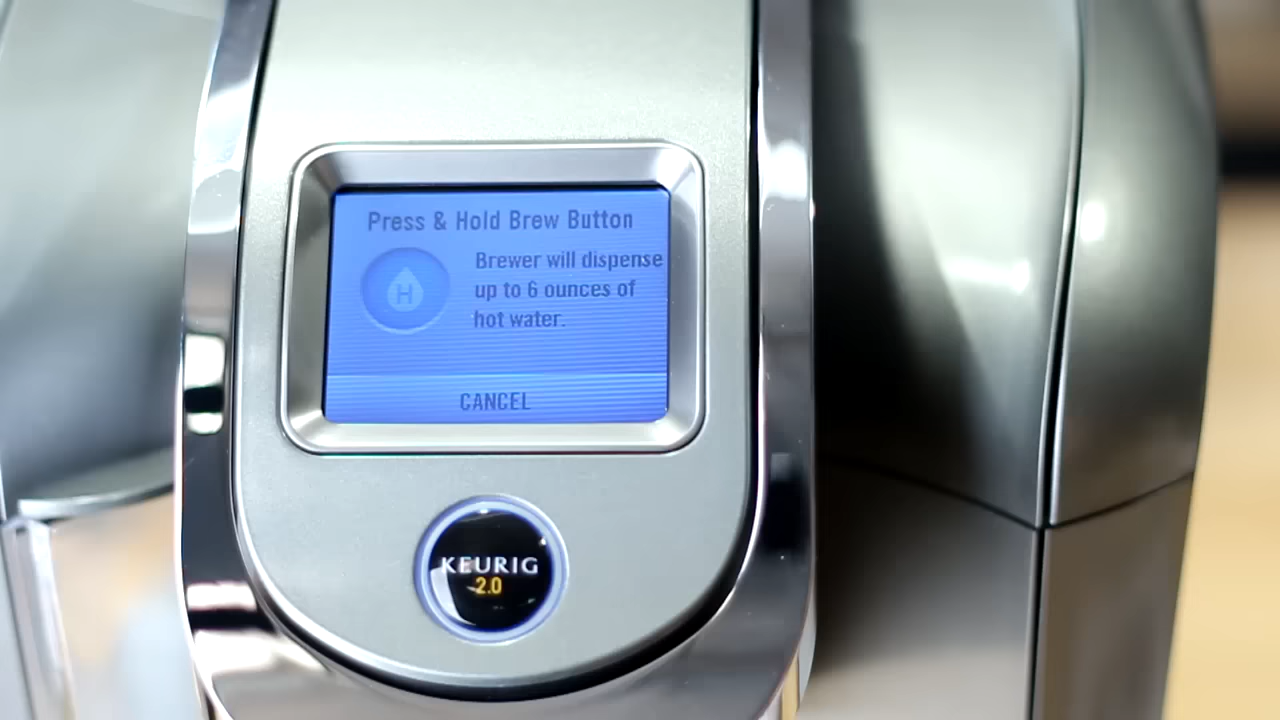 Press & Hold Brew Button
Brewer will dispense
up to 6 ounces of
hot water.
H
CANCEL
KEURIG
2.0